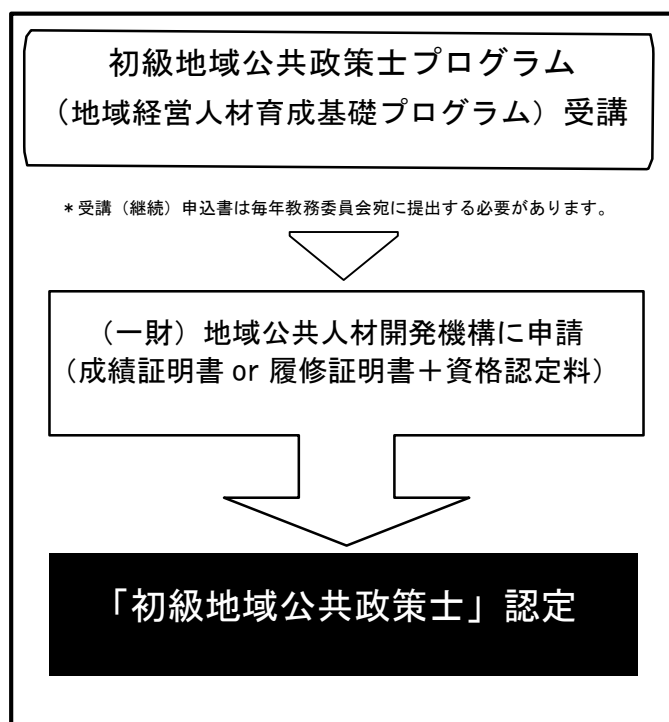 初級地域公共政策士プログラム
（地域経営人材育成基礎プログラム）受講
＊受講（継続）申込書は毎年教務委員会宛に提出する必要があります。
（一財）地域公共人材開発機構に申請
（成績証明書 or 履修証明書＋資格認定料）
「初級地域公共政策士」認定